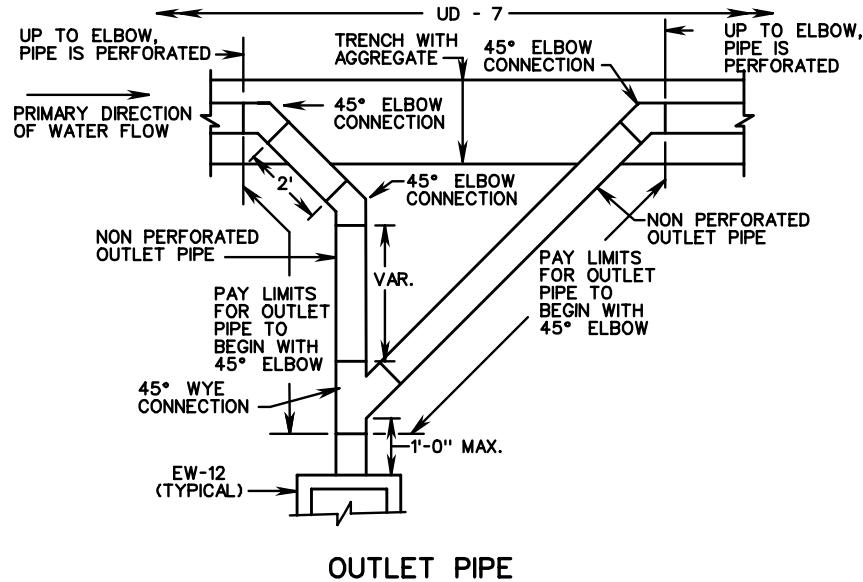 UD - 7
UP TO ELBOW,
PIPE IS PERFORATED
TRENCH WITH
AGGREGATE
45° ELBOW
CONNECTION
UP TO ELBOW,
PIPE IS
PERFORATED
PRIMARY DIRECTION
OF WATER FLOW
45° ELBOW
CONNECTION
2'
45° ELBOW
CONNECTION
NON PERFORATED
OUTLET PIPE
NON PERFORATED
OUTLET PIPE
VAR.
PAY LIMITS
FOR OUTLET
PIPE TO
BEGIN WITH
45° ELBOW
PAY LIMITS
FOR OUTLET
PIPE TO
BEGIN WITH
45° ELBOW
45° WYE
CONNECTION
1'-0" MAX.
EW-12
(TYPICAL)
OUTLET PIPE